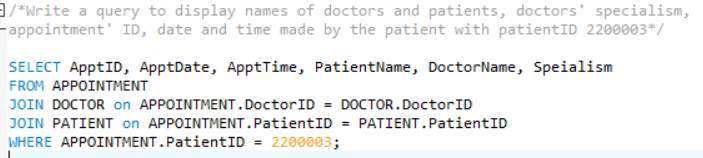 /*Write a query to display names of doctors and patients, doctors' specialism,
appointment' ID, date and time made by the patient with patientID 2200003*/
SELECT ApptID, ApptDate, ApptTime, PatientName, DoctorName, Speialism
FROM APPOINTMENT
JOIN DOCTOR on APPOINTMENT.DoctorID = DOCTOR.DoctorID
JOIN PATIENT on APPOINTMENT.PatientID = PATIENT.PatientID
WHERE APPOINTMENT.PatientID = 2200003;